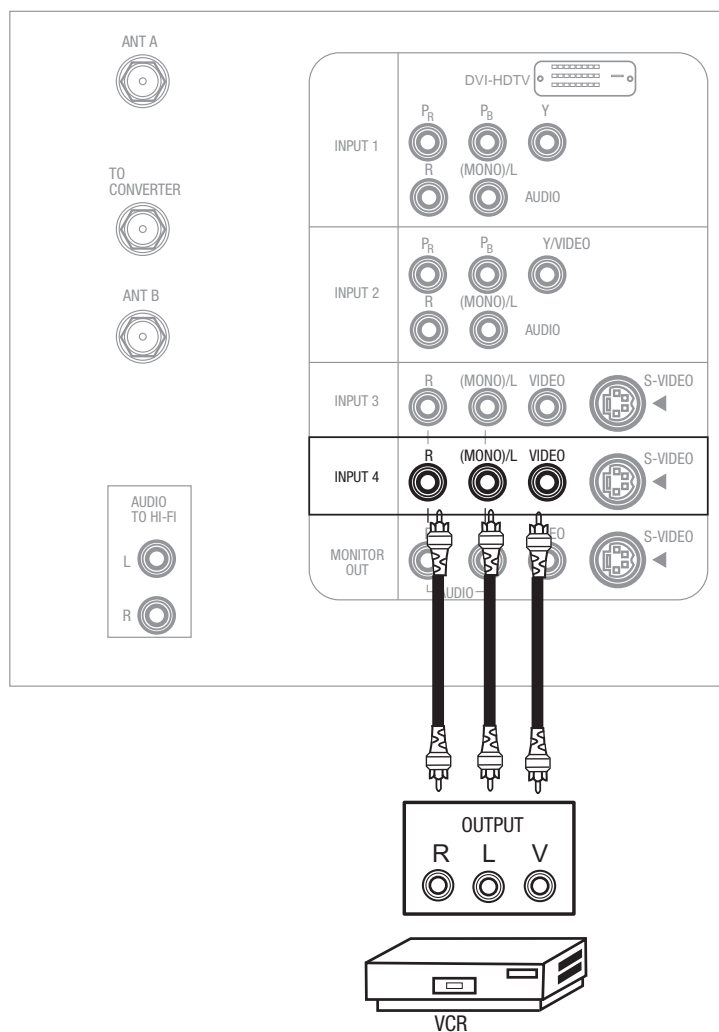 ANT A
TO
CONVERTER
ANT B
AUDIO
TO HI-FI
L
R
DVI-HDTV
INPUT 1
PR PB Y
R (MONO)/L AUDIO
INPUT 2
PR PB Y/VIDEO
R (MONO)/L AUDIO
INPUT 3
R (MONO)/L VIDEO S-VIDEO
INPUT 4
R (MONO)/L VIDEO S-VIDEO
MONITOR
OUT
S-VIDEO
AUDIO
OUTPUT
R L V
VCR